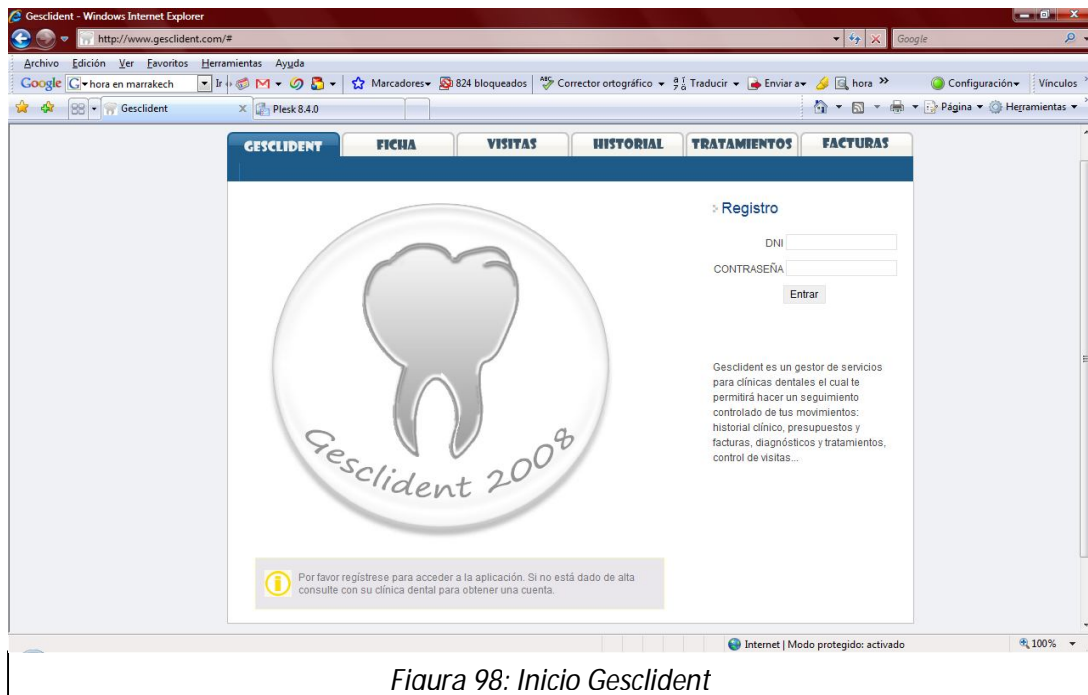 Gesclident - Windows Internet Explorer
http://www.gesclident.com/#
Google
Archivo Edición Ver Favoritos Herramientas Ayuda
Google G hora en marrakech Ir Marcadores 824 bloqueados Corrector ortográfico Traducir Enviar a hora » Configuración Vínculos
Gesclident X Plesk 8.4.0 Página Herramientas
GESCLIDENT FICHA VISITAS HISTORIAL TRATAMIENTOS FACTURAS
Registro
DNI
CONTRASEÑA
Entrar
Gesclident es un gestor de servicios
para clínicas dentales el cual te
permitirá hacer un seguimiento
controlado de tus movimientos:
historial clínico, presupuestos y
facturas, diagnósticos y tratamientos,
control de visitas...
Gesclident 2008
Por favor regístrese para acceder a la aplicación. Si no está dado de alta
consulte con su clínica dental para obtener una cuenta.
Internet | Modo protegido: activado 100%
Figura 98: Inicio Gesclident